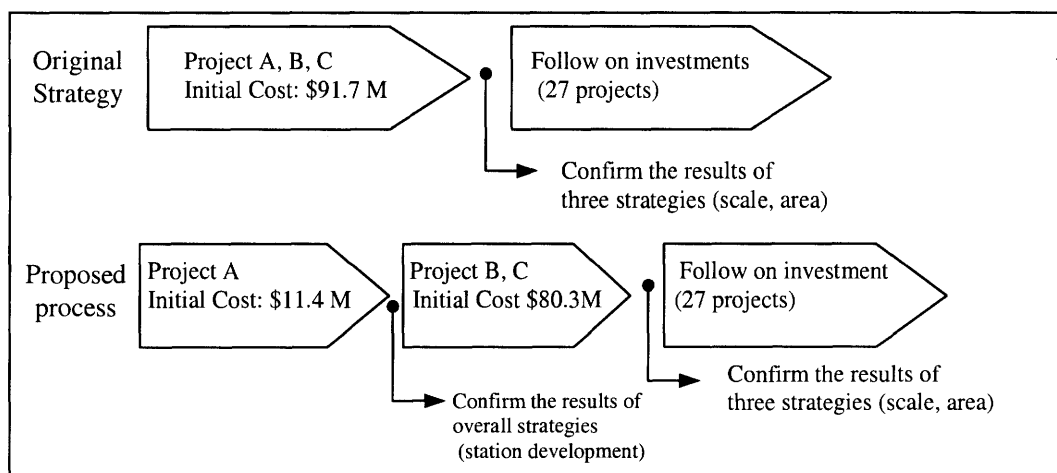 Original
Strategy
Project A, B, C
Initial Cost: $91.7 M
Follow on investments
(27 projects)
Confirm the results of
three strategies (scale, area)
Proposed
process
Project A
Initial Cost: $11.4 M
Project B, C
Initial Cost $80.3M
Follow on investment
(27 projects)
Confirm the results of
overall strategies
(station development)
Confirm the results of
three strategies (scale, area)